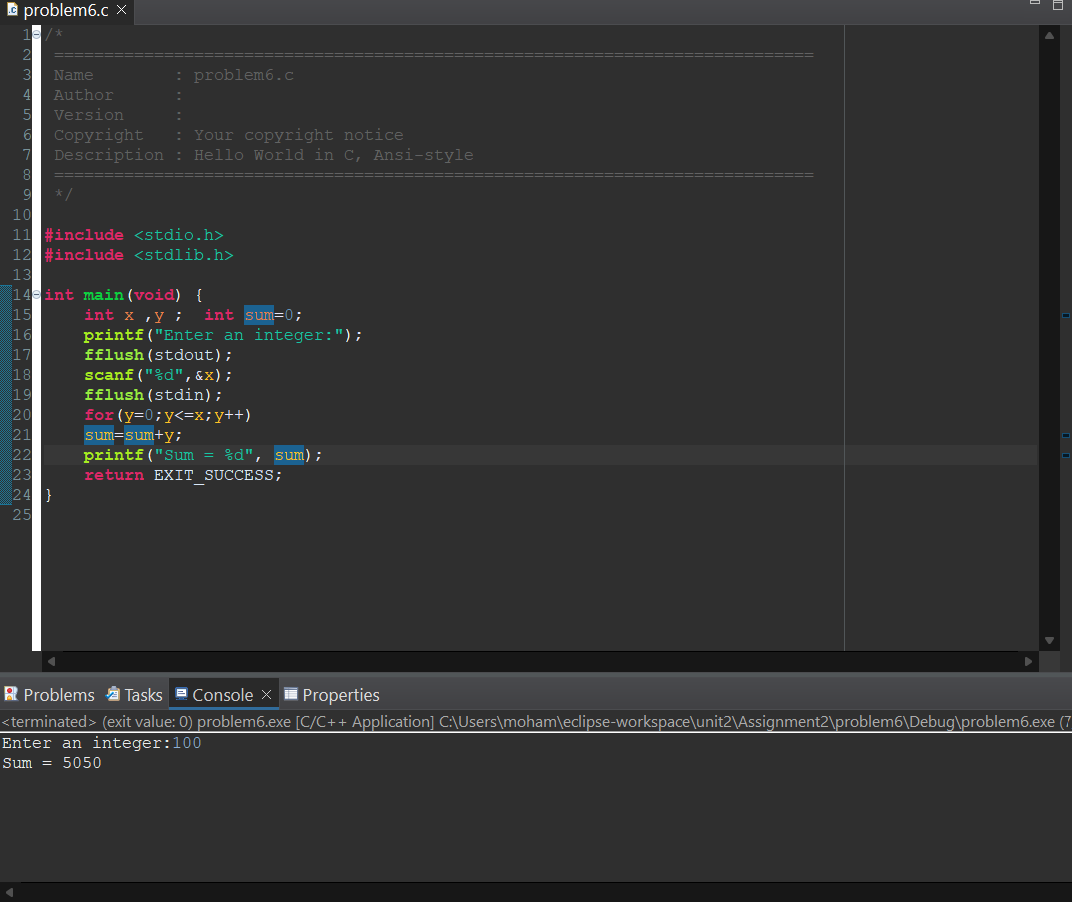 problem6.c
1 /*
2 ============================================================================
3 Name        : problem6.c
4 Author      :
5 Version     :
6 Copyright   : Your copyright notice
7 Description : Hello World in C, Ansi-style
8 ============================================================================
9 */
10
11 #include <stdio.h>
12 #include <stdlib.h>
13
14 int main(void) {
15     int x ,y ;  int sum=0;
16     printf("Enter an integer:");
17     fflush(stdout);
18     scanf("%d",&x);
19     fflush(stdin);
20     for(y=0;y<=x;y++)
21     sum=sum+y;
22     printf("Sum = %d", sum);
23     return EXIT_SUCCESS;
24 }
25
Problems Tasks Console Properties
<terminated> (exit value: 0) problem6.exe [C/C++ Application] C:\Users\moham\eclipse-workspace\unit2\Assignment2\problem6\Debug\problem6.exe (7
Enter an integer:100
Sum = 5050